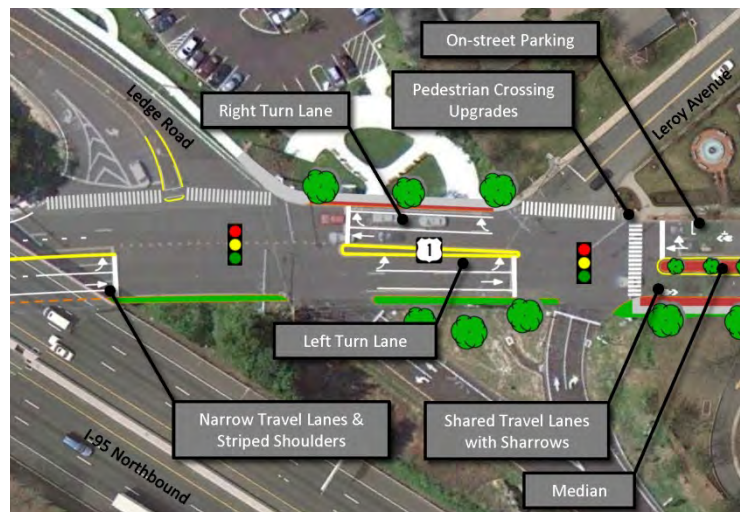 On-street Parking
Pedestrian Crossing
Upgrades
Leroy Avenue
Ledge Road
Right Turn Lane
1
Left Turn Lane
Narrow Travel Lanes &
Striped Shoulders
Shared Travel Lanes
with Sharrows
Median
I-95 Northbound